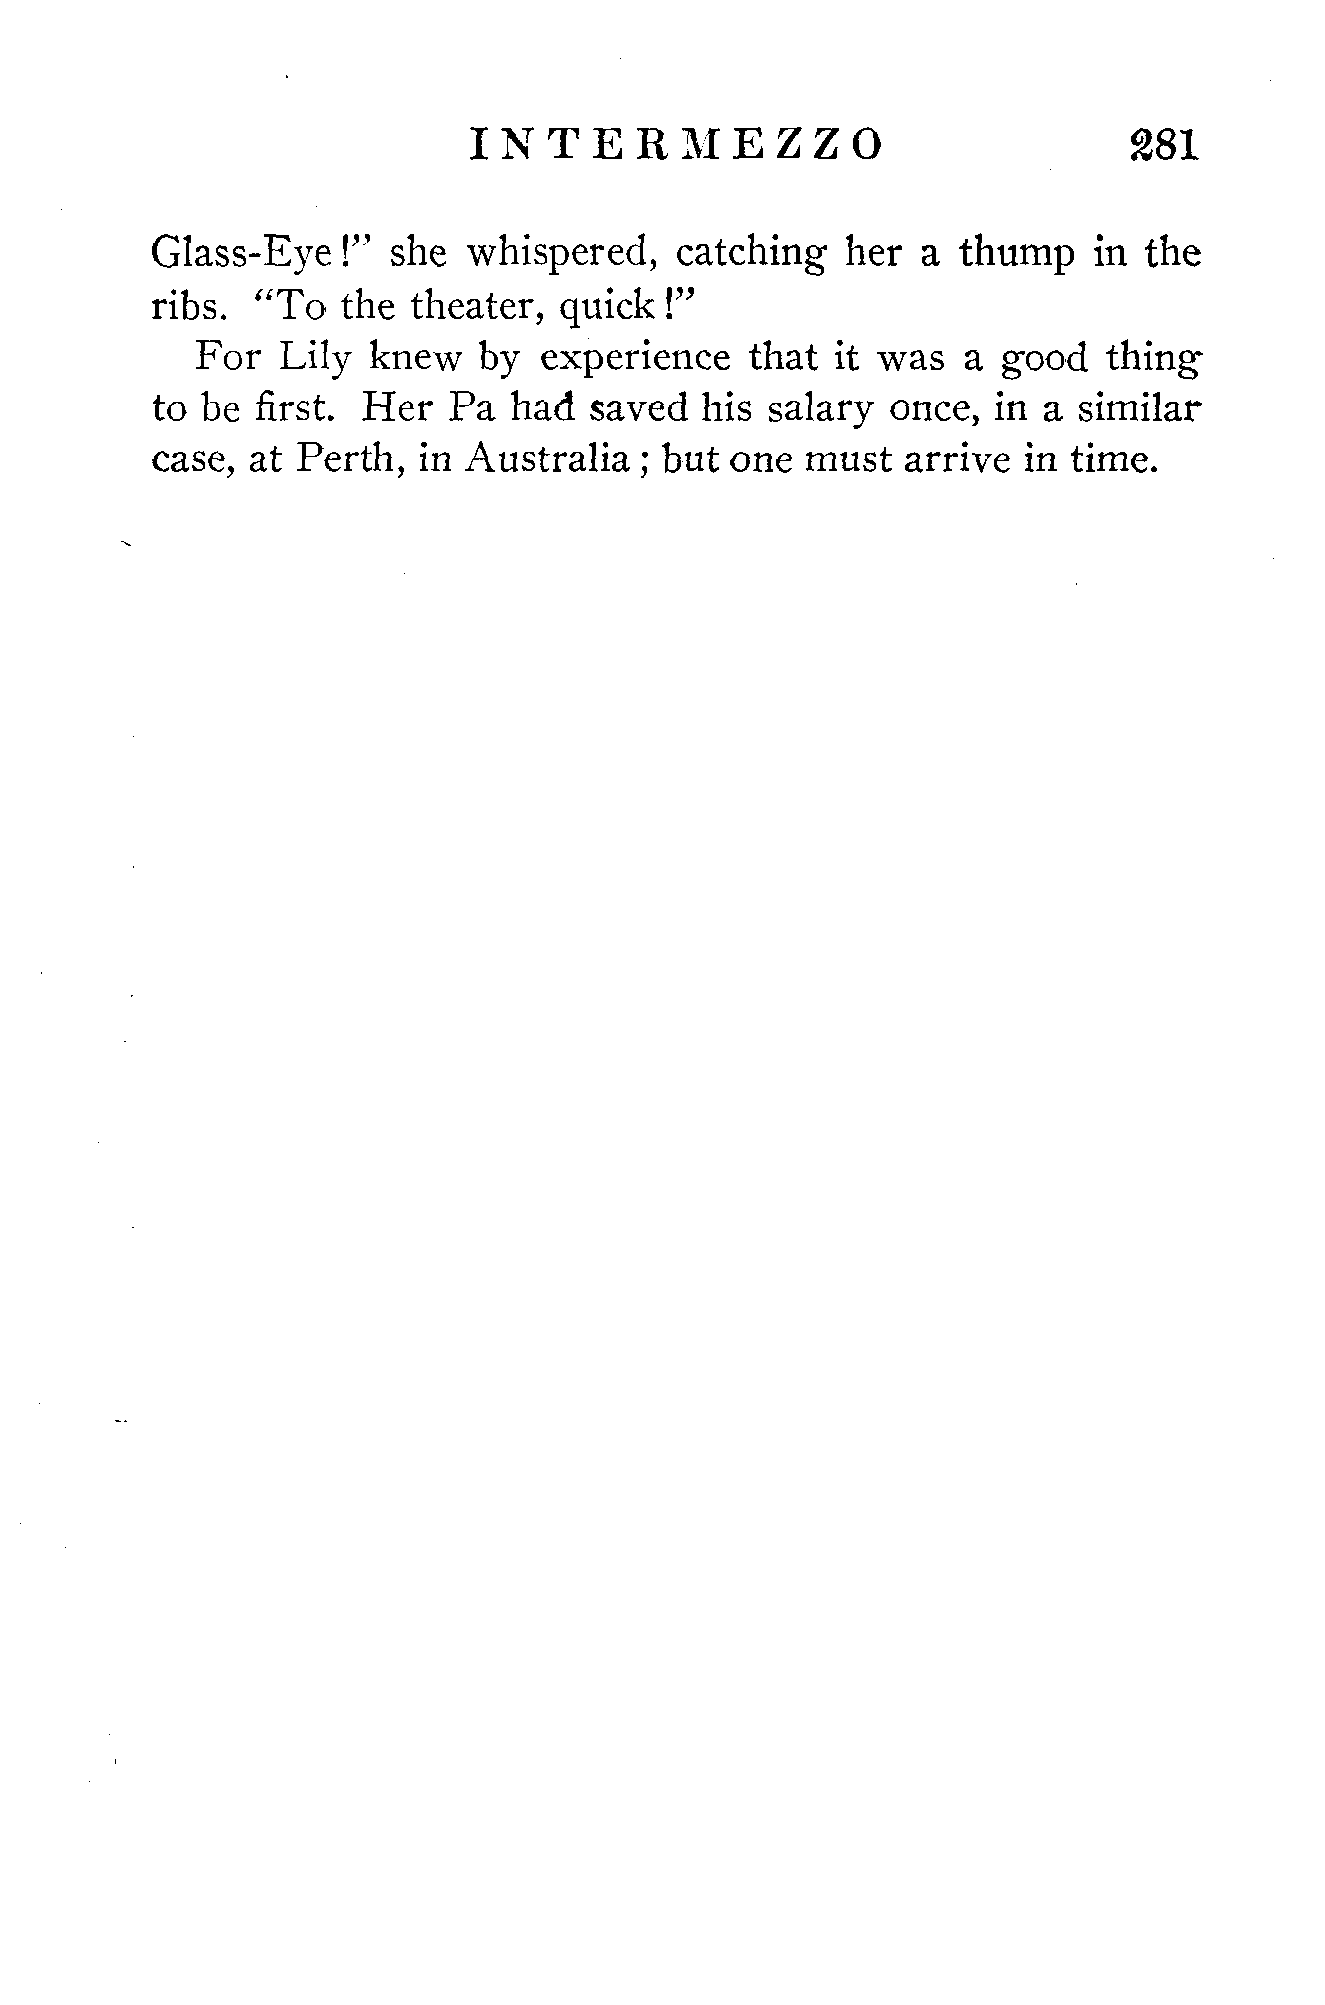 INTERMEZZO 281
Glass-Eye!” she whispered, catching her a thump in the
ribs. “To the theater, quick!”
For Lily knew by experience that it was a good thing
to be first. Her Pa had saved his salary once, in a similar
case, at Perth, in Australia; but one must arrive in time.